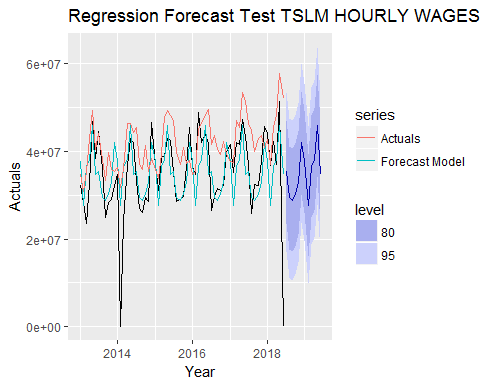 Regression Forecast Test TSLM HOURLY WAGES
6e+07
4e+07
2e+07
0e+00
Actuals
2014
2016
2018
Year
series
Actuals
Forecast Model
level
80
95